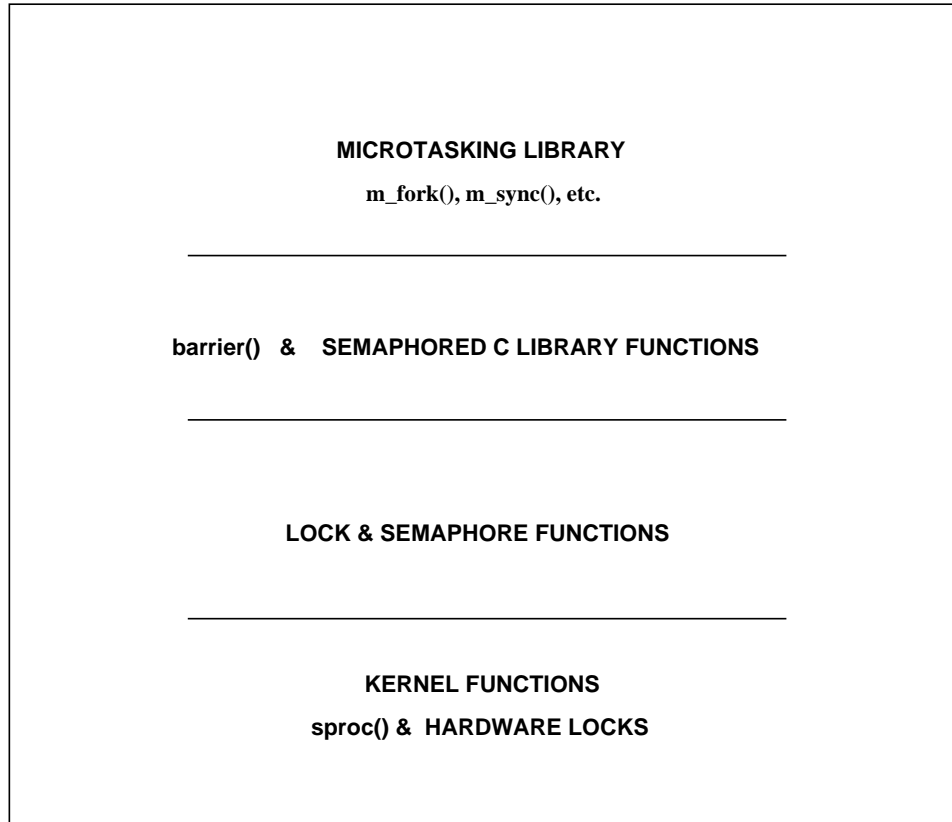 MICROTASKING LIBRARY
m_fork(), m_sync(), etc.
barrier() & SEMAPHORED C LIBRARY FUNCTIONS
LOCK & SEMAPHORE FUNCTIONS
KERNEL FUNCTIONS
sproc() & HARDWARE LOCKS